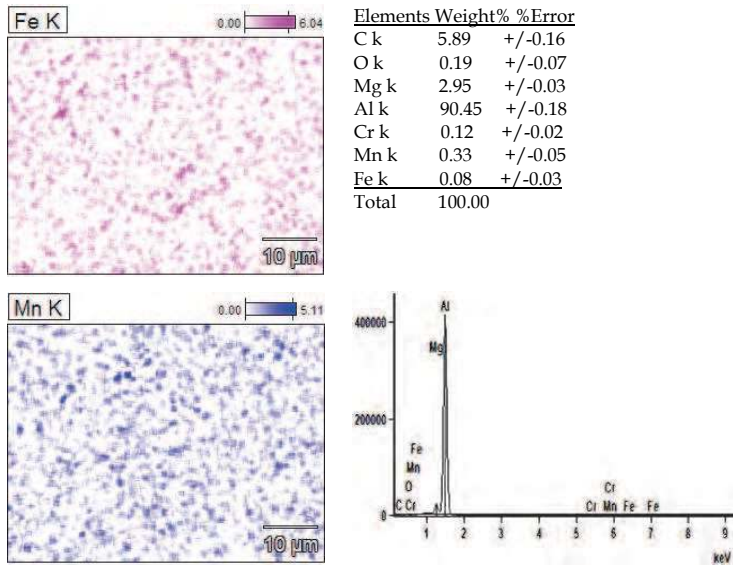 Fe K
0.00 6.04
10 µm
Elements Weight% %Error
C k 5.89 +/-0.16
O k 0.19 +/-0.07
Mg k 2.95 +/-0.03
Al k 90.45 +/-0.18
Cr k 0.12 +/-0.02
Mn k 0.33 +/-0.05
Fe k 0.08 +/-0.03
Total 100.00
Mn K
0.00 5.11
10 µm
Al
400000
Mg
200000
Fe
Mn
O
C Cr
Cr
Cr Mn Fe Fe
0
1 2 3 4 5 6 7 8 9
keV